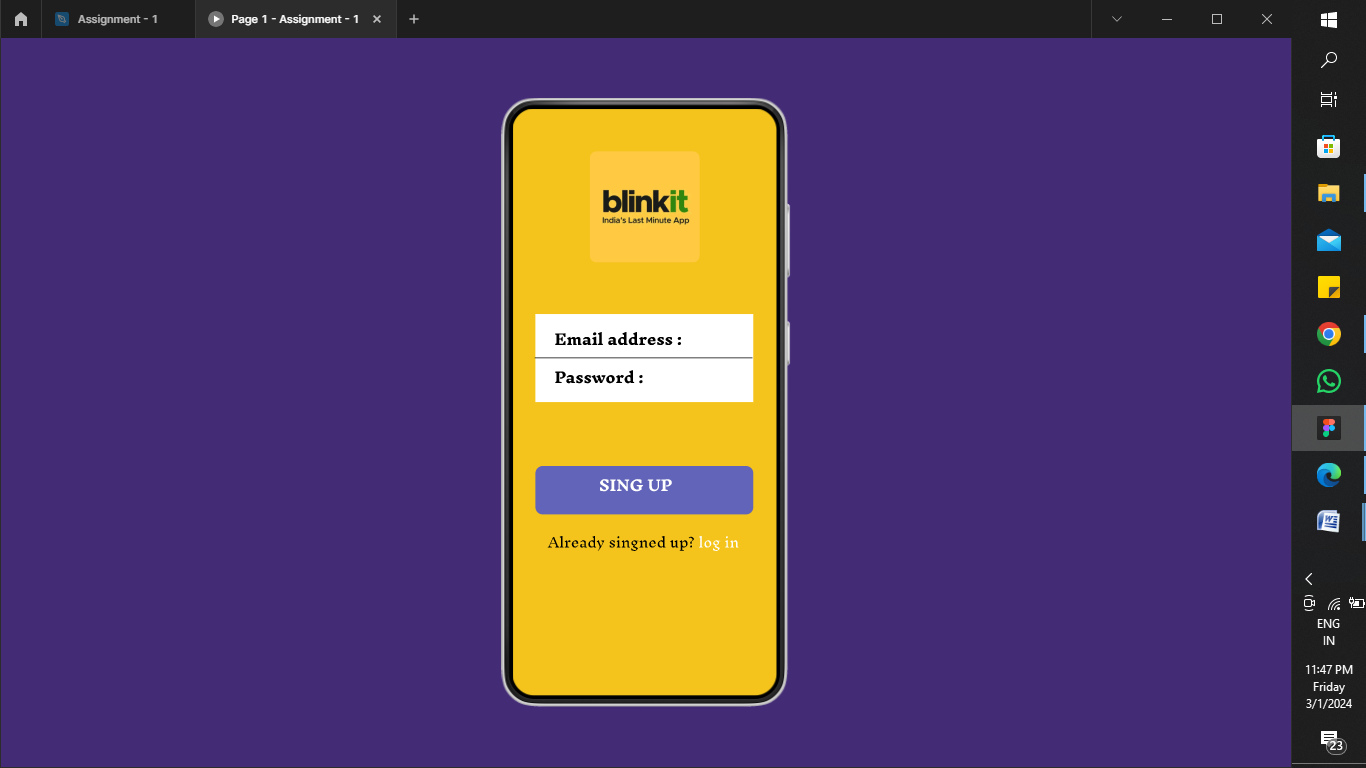 Assignment - 1
Page 1 - Assignment - 1
blinkit
India's Last Minute App
Email address :
Password :
SING UP
Already singned up? log in
ENG
IN
11:47 PM
Friday
3/1/2024
23